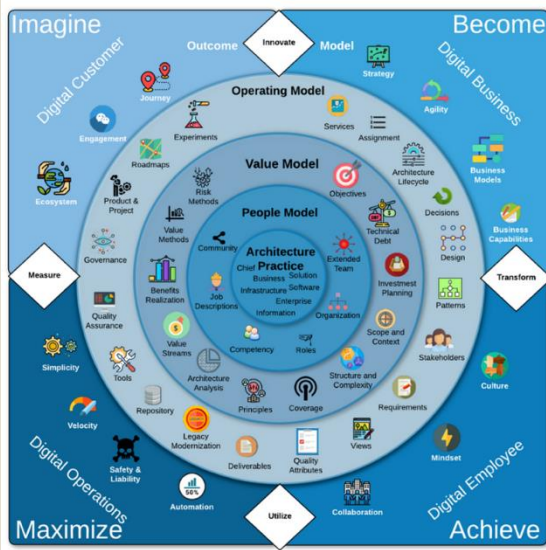 Imagine
Become
Digital Customer
Outcome
Innovate
Model
Digital Business
Strategy
Journey
Agility
Engagement
Ecosystem
Business
Models
Business
Capabilities
Operating Model
Experiments
Services
Assignment
Roadmaps
Architecture
Lifecycle
Product &
Project
Decisions
Governance
Design
Quality
Assurance
Patterns
Tools
Stakeholders
Repository
Requirements
Legacy
Modernization
Views
Deliverables
Quality
Attributes
Value Model
Risk
Methods
Objectives
Value
Methods
Technical
Debt
Benefits
Realization
Investmest
Planning
Value
Streams
Scope and
Context
Architecture
Analysis
Structure and
Complexity
Principles
Coverage
People Model
Community
Extended
Team
Job
Descriptions
Organization
Competency
Roles
Architecture
Practice
Chief
Business
Solution
Infrastructure
Software
Enterprise
Information
Measure
Transform
Simplicity
Culture
Velocity
Mindset
Safety &
Liability
50%
Automation
Collaboration
Digital Operations
Digital Employee
Utilize
Maximize
Achieve